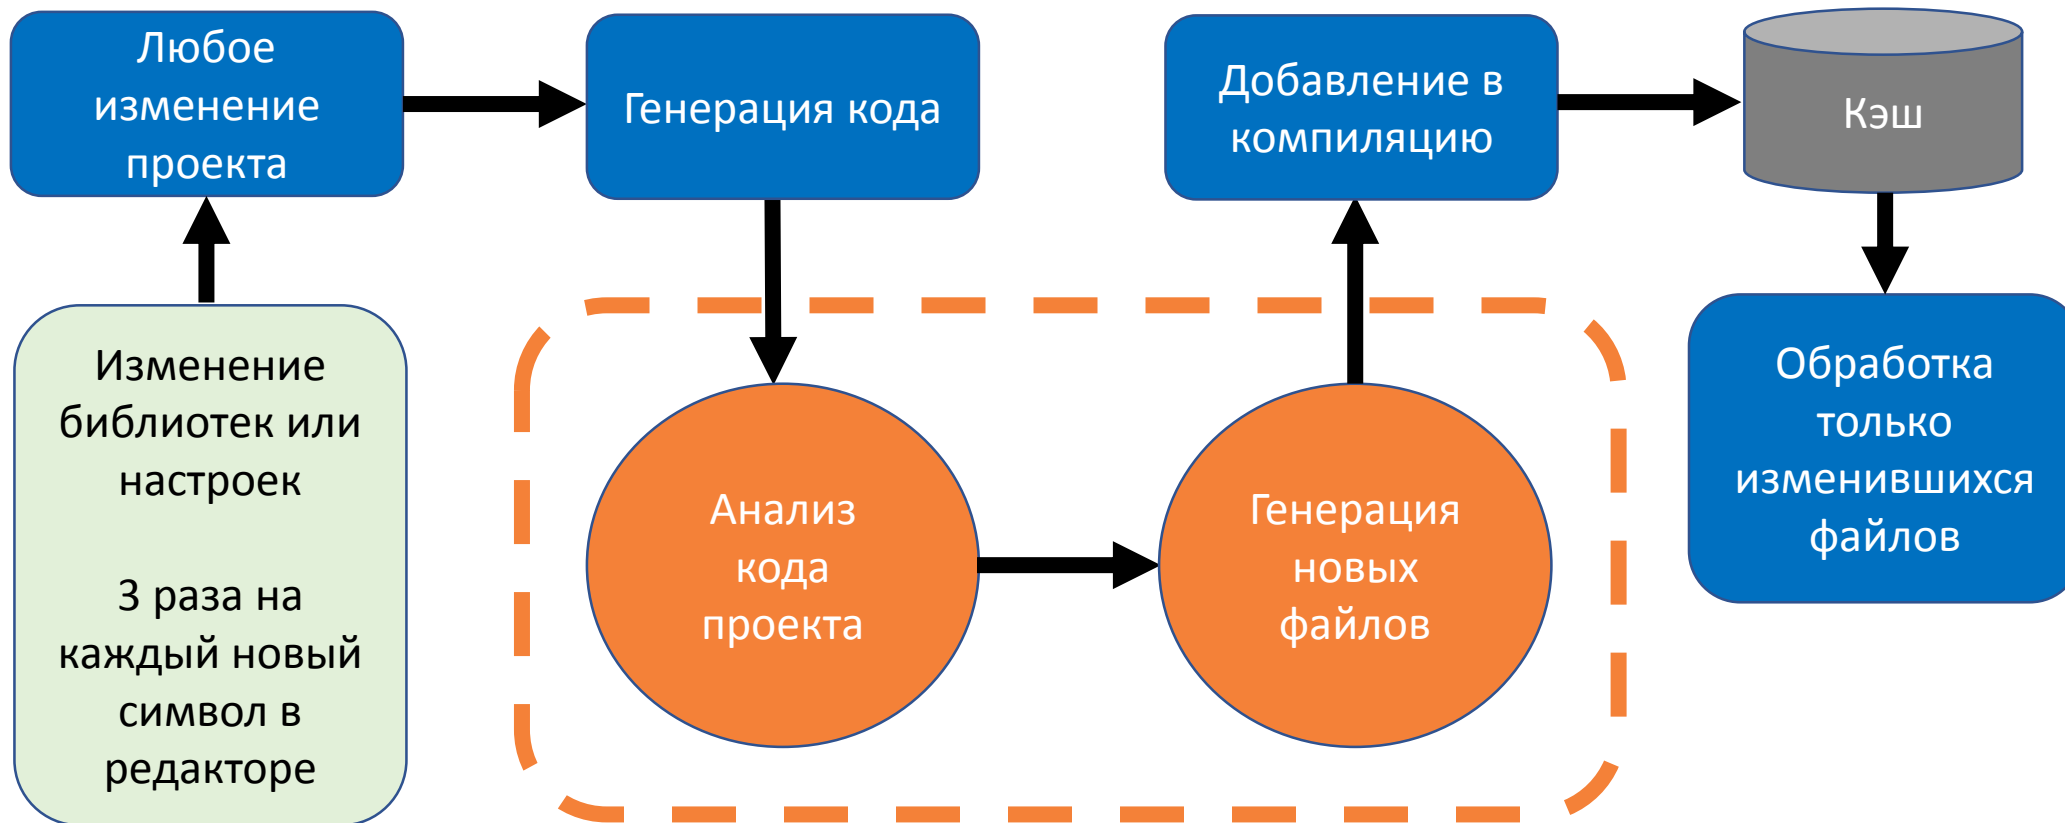 Любое
изменение
проекта
Генерация кода
Добавление в
компиляцию
Кэш
Изменение
библиотек или
настроек
3 раза на
каждый новый
символ в
редакторе
Анализ
кода
проекта
Генерация
новых
файлов
Обработка
только
изменившихся
файлов